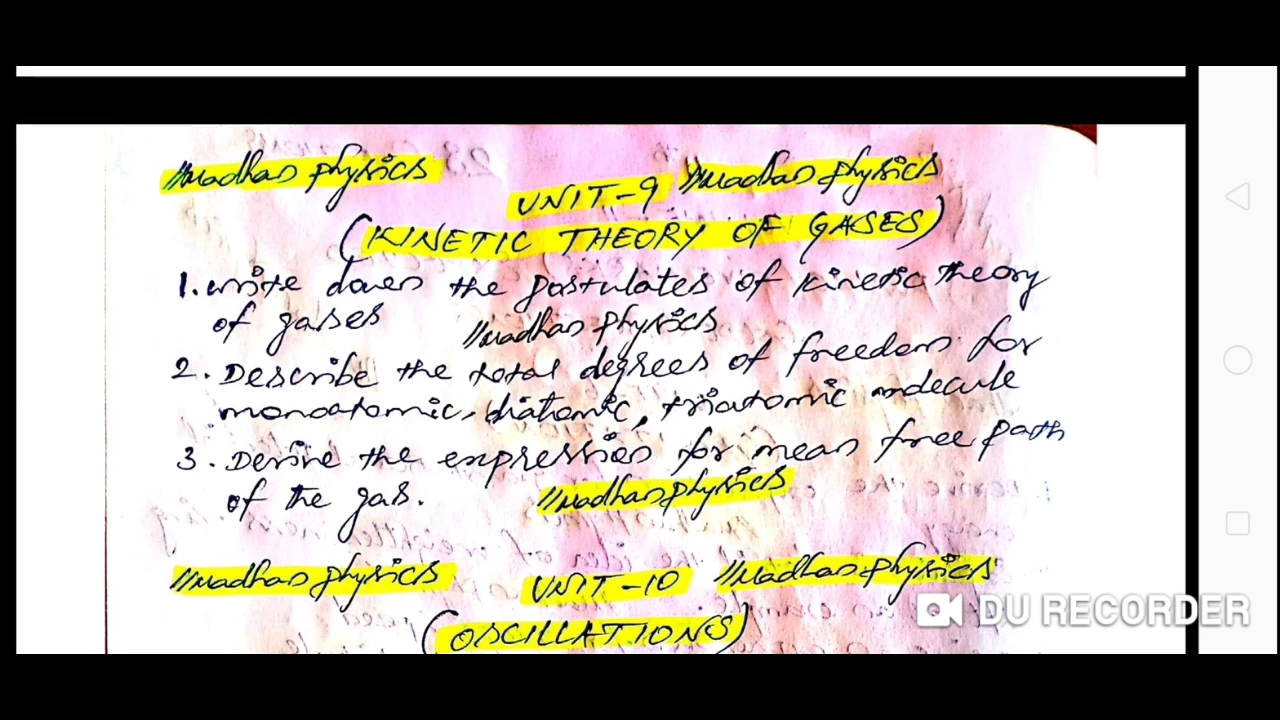 Madhan physics
UNIT-9 Madhan physics
(KINETIC THEORY OF GASES)
1. write down the postulates of kinetic theory
of gases Madhan physics
2. Describe the total degrees of freedom for
monoatomic, diatomic, triatomic molecule
3. Derive the expression for mean free path
of the gas. Madhan physics
Madhan physics UNIT-10 Madhan physics
(OSCILLATIONS)
DU RECORDER